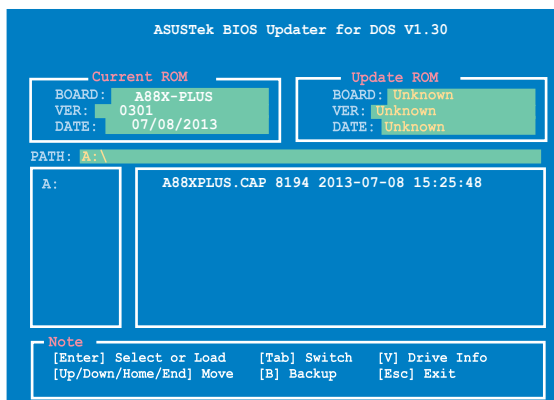 ASUSTek BIOS Updater for DOS V1.30
Current ROM
BOARD: A88X-PLUS
VER: 0301
DATE: 07/08/2013
Update ROM
BOARD: Unknown
VER: Unknown
DATE: Unknown
PATH: A:\
A:
A88XPLUS.CAP 8194 2013-07-08 15:25:48
Note
[Enter] Select or Load [Tab] Switch [V] Drive Info
[Up/Down/Home/End] Move [B] Backup [Esc] Exit